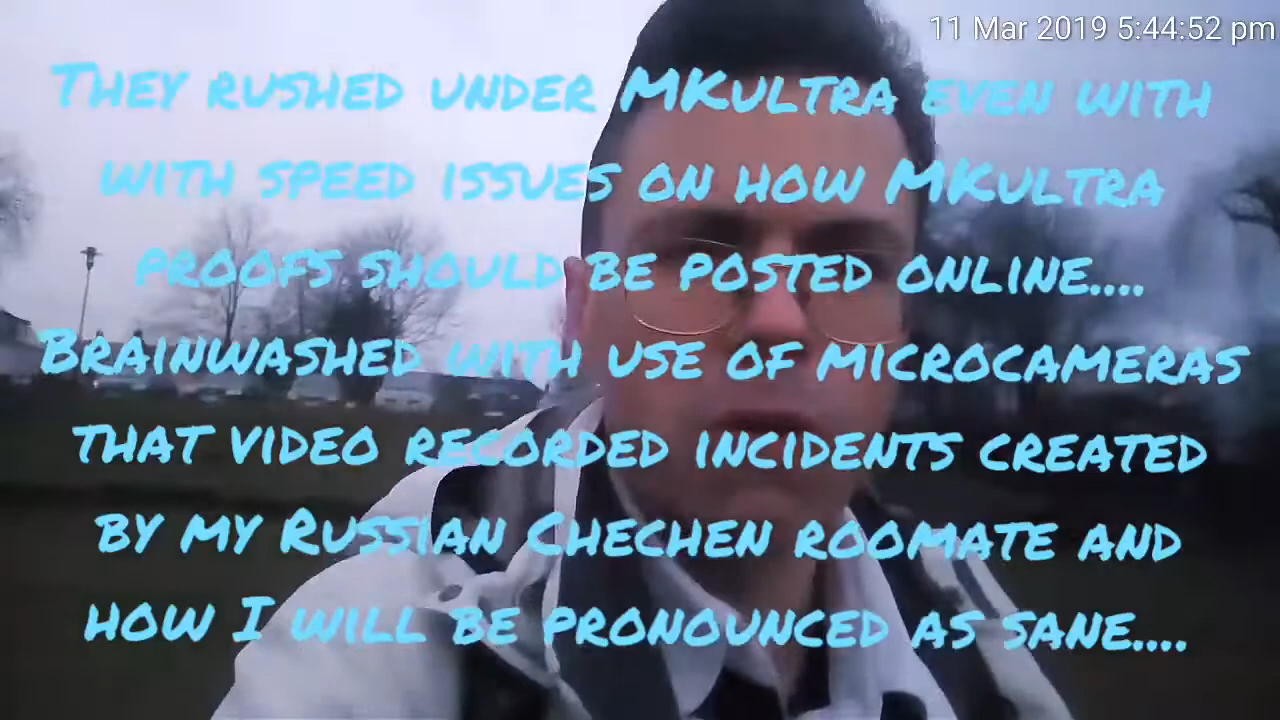 11 Mar 2019 5:44:52 pm
They rushed under MKultra even with
with speed issues on how MKultra
proofs should be posted online....
Brainwashed with use of microcameras
that video recorded incidents created
by my Russian Chechen roomate and
how I will be pronounced as sane....